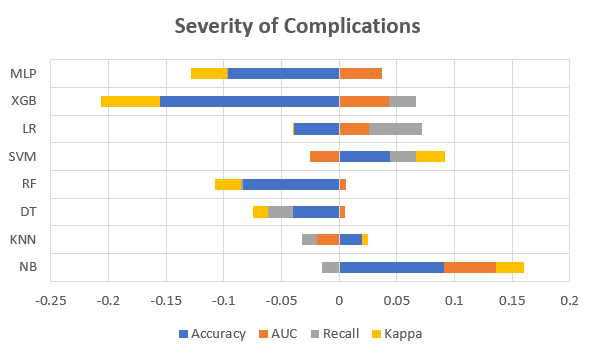 Severity of Complications
MLP
XGB
LR
SVM
RF
DT
KNN
NB
-0.25 -0.2 -0.15 -0.1 -0.05 0 0.05 0.1 0.15 0.2
Accuracy AUC Recall Kappa